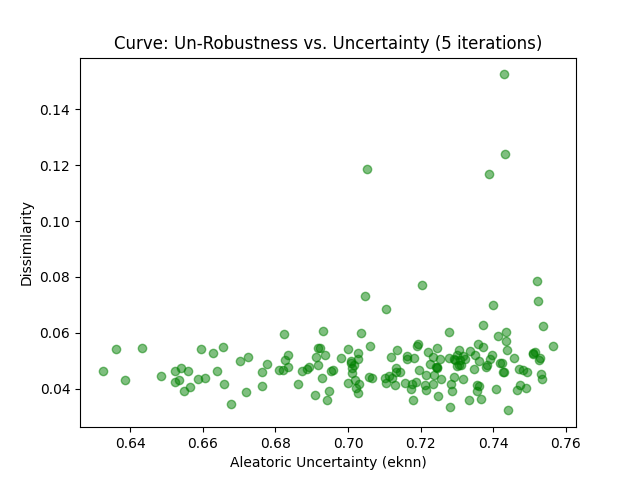 Curve: Un-Robustness vs. Uncertainty (5 iterations)
0.14
0.12
0.10
0.08
0.06
0.04
Dissimilarity
0.64 0.66 0.68 0.70 0.72 0.74 0.76
Aleatoric Uncertainty (eknn)